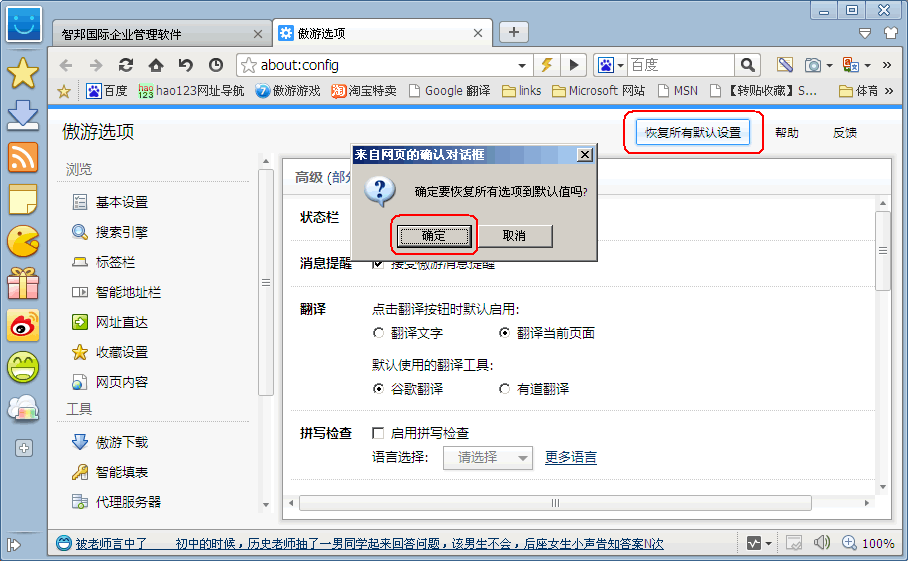 智邦国际企业管理软件
傲游选项
about:config
百度
百度
hao123网址导航
傲游游戏
淘宝特卖
Google 翻译
links
Microsoft 网站
MSN
【转贴收藏】S...
体育
傲游选项
恢复所有默认设置
帮助
反馈
浏览
基本设置
搜索引擎
标签栏
智能地址栏
网址直达
收藏设置
网页内容
工具
傲游下载
智能填表
代理服务器
高级 (部分
来自网页的确认对话框
确定要恢复所有选项到默认值吗?
确定
取消
状态栏
消息提醒
接受傲游消息提醒
翻译
点击翻译按钮时默认启用:
翻译文字
翻译当前页面
默认使用的翻译工具:
谷歌翻译
有道翻译
拼写检查
启用拼写检查
语言选择:
请选择
更多语言
被老师言中了
初中的时候，历史老师抽了一男同学起来回答问题，该男生不会，后座女生小声告知答案N次
100%